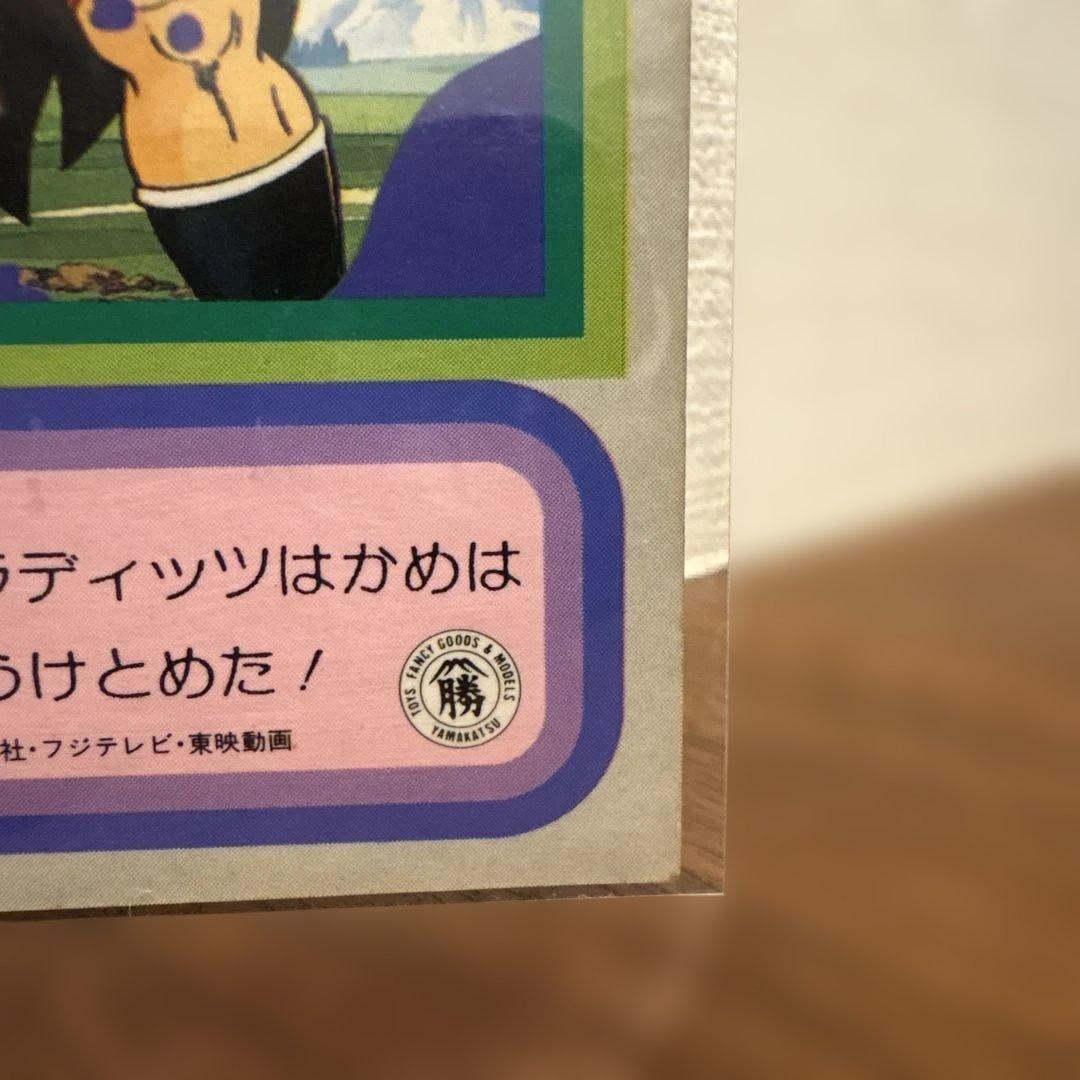 ラディッツはかめは
うけとめた！
社・フジテレビ・東映動画
TOYS FANCY GOODS & MODELS
勝
YAMAKATSU